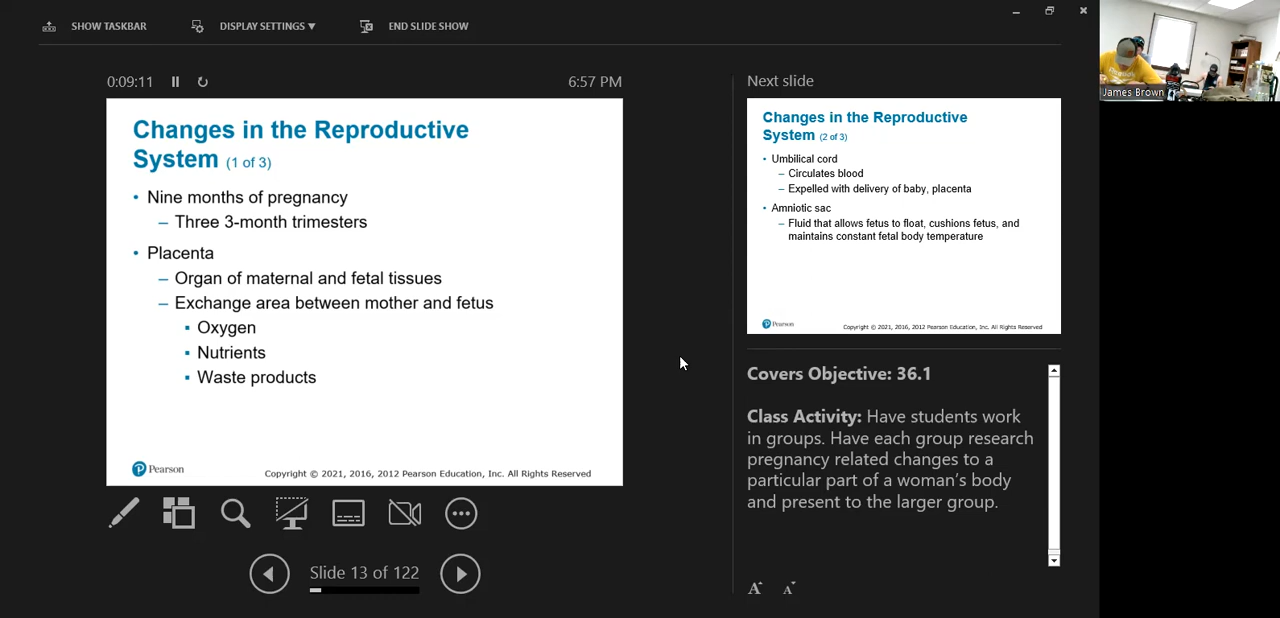 SHOW TASKBAR
DISPLAY SETTINGS ▼
END SLIDE SHOW
0:09:11
6:57 PM
Changes in the Reproductive
System (1 of 3)
• Nine months of pregnancy
– Three 3-month trimesters
• Placenta
– Organ of maternal and fetal tissues
– Exchange area between mother and fetus
▪ Oxygen
▪ Nutrients
▪ Waste products
Pearson
Copyright © 2021, 2016, 2012 Pearson Education, Inc. All Rights Reserved
Slide 13 of 122
Next slide
Changes in the Reproductive
System (2 of 3)
• Umbilical cord
– Circulates blood
– Expelled with delivery of baby, placenta
• Amniotic sac
– Fluid that allows fetus to float, cushions fetus, and
maintains constant fetal body temperature
Pearson
Copyright © 2021, 2016, 2012 Pearson Education, Inc. All Rights Reserved
Covers Objective: 36.1
Class Activity: Have students work
in groups. Have each group research
pregnancy related changes to a
particular part of a woman's body
and present to the larger group.
A A
James Brown